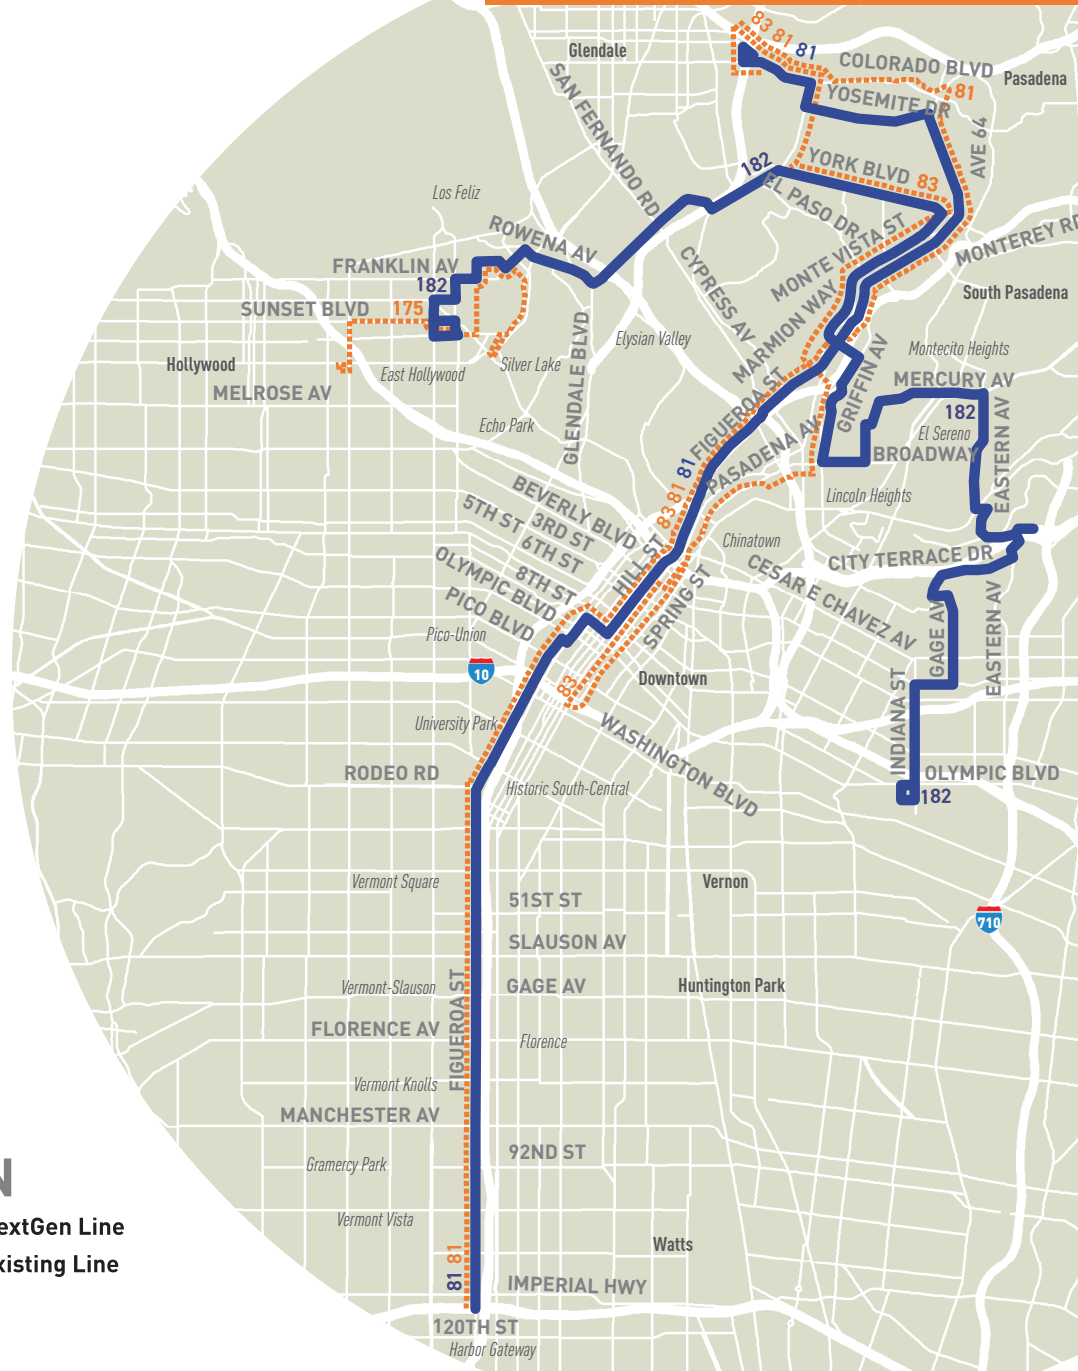 83
81
81
Glendale
COLORADO BLVD
Pasadena
SAN FERNANDO RD
YOSEMITE DR
81
AVE 64
182
YORK BLVD
83
EL PASO DR
Los Feliz
ROWENA AV
MONTE VISTA ST
MONTEREY RD
FRANKLIN AV
CYPRESS AV
182
SUNSET BLVD
175
MARMION WAY
South Pasadena
Elysian Valley
GLENDALE BLVD
Hollywood
East Hollywood
Silver Lake
GRIFFIN AV
Montecito Heights
MELROSE AV
MERCURY AV
FIGUEROA ST
182
EASTERN AV
Echo Park
El Sereno
PASADENA AV
BROADWAY
83 81 81
BEVERLY BLVD
Lincoln Heights
5TH ST
3RD ST
6TH ST
HILL ST
Chinatown
OLYMPIC BLVD
8TH ST
CITY TERRACE DR
CESAR E CHAVEZ AV
PICO BLVD
SPRING ST
Pico-Union
GAGE AV
EASTERN AV
10
83
Downtown
INDIANA ST
University Park
WASHINGTON BLVD
RODEO RD
OLYMPIC BLVD
Historic South-Central
182
Vermont Square
Vernon
51ST ST
710
SLAUSON AV
Vermont-Slauson
GAGE AV
Huntington Park
FIGUEROA ST
FLORENCE AV
Florence
Vermont Knolls
MANCHESTER AV
92ND ST
Gramercy Park
N
extGen Line
Vermont Vista
xisting Line
81 81
Watts
IMPERIAL HWY
120TH ST
Harbor Gateway